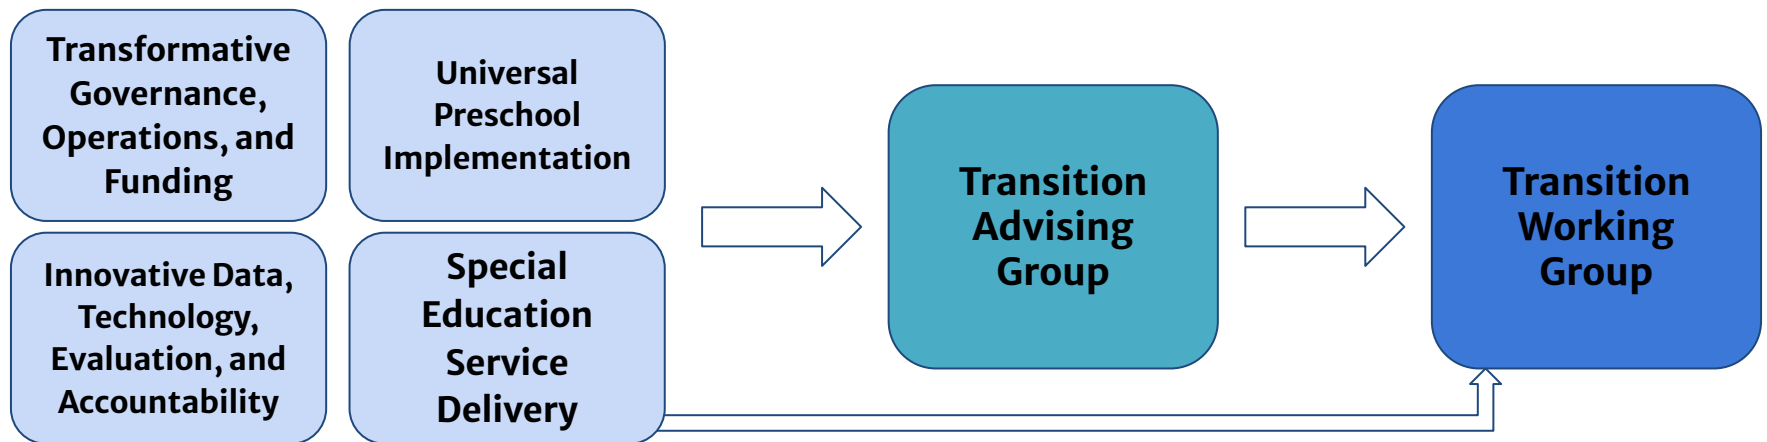 Transformative
Governance,
Operations, and
Funding
Universal
Preschool
Implementation
Innovative Data,
Technology,
Evaluation, and
Accountability
Special
Education
Service
Delivery
Transition
Advising
Group
Transition
Working
Group